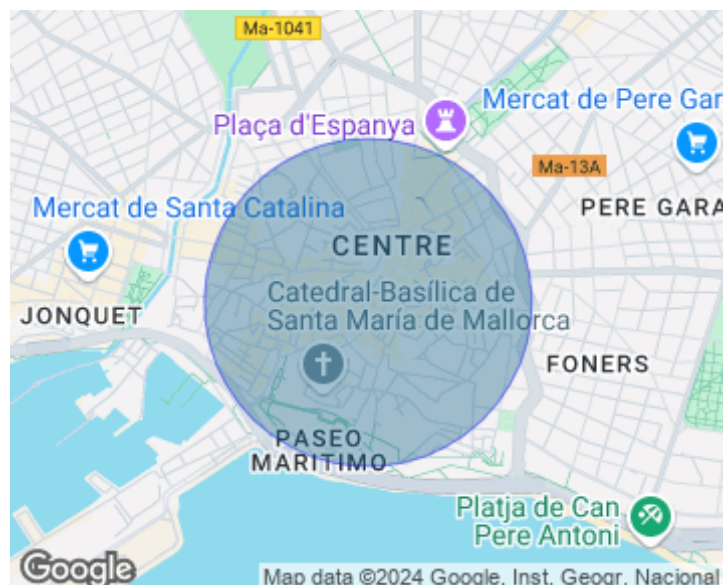 Ma-1041
Plaça d'Espanya
Mercat de Pere Gar
Ma-13A
Mercat de Santa Catalina
PERE GARA
CENTRE
Catedral-Basílica de
Santa María de Mallorca
JONQUET
FONERS
PASEO
MARITIMO
Platja de Can
Pere Antoni
Google
Map data ©2024 Google, Inst. Geogr. Nacional